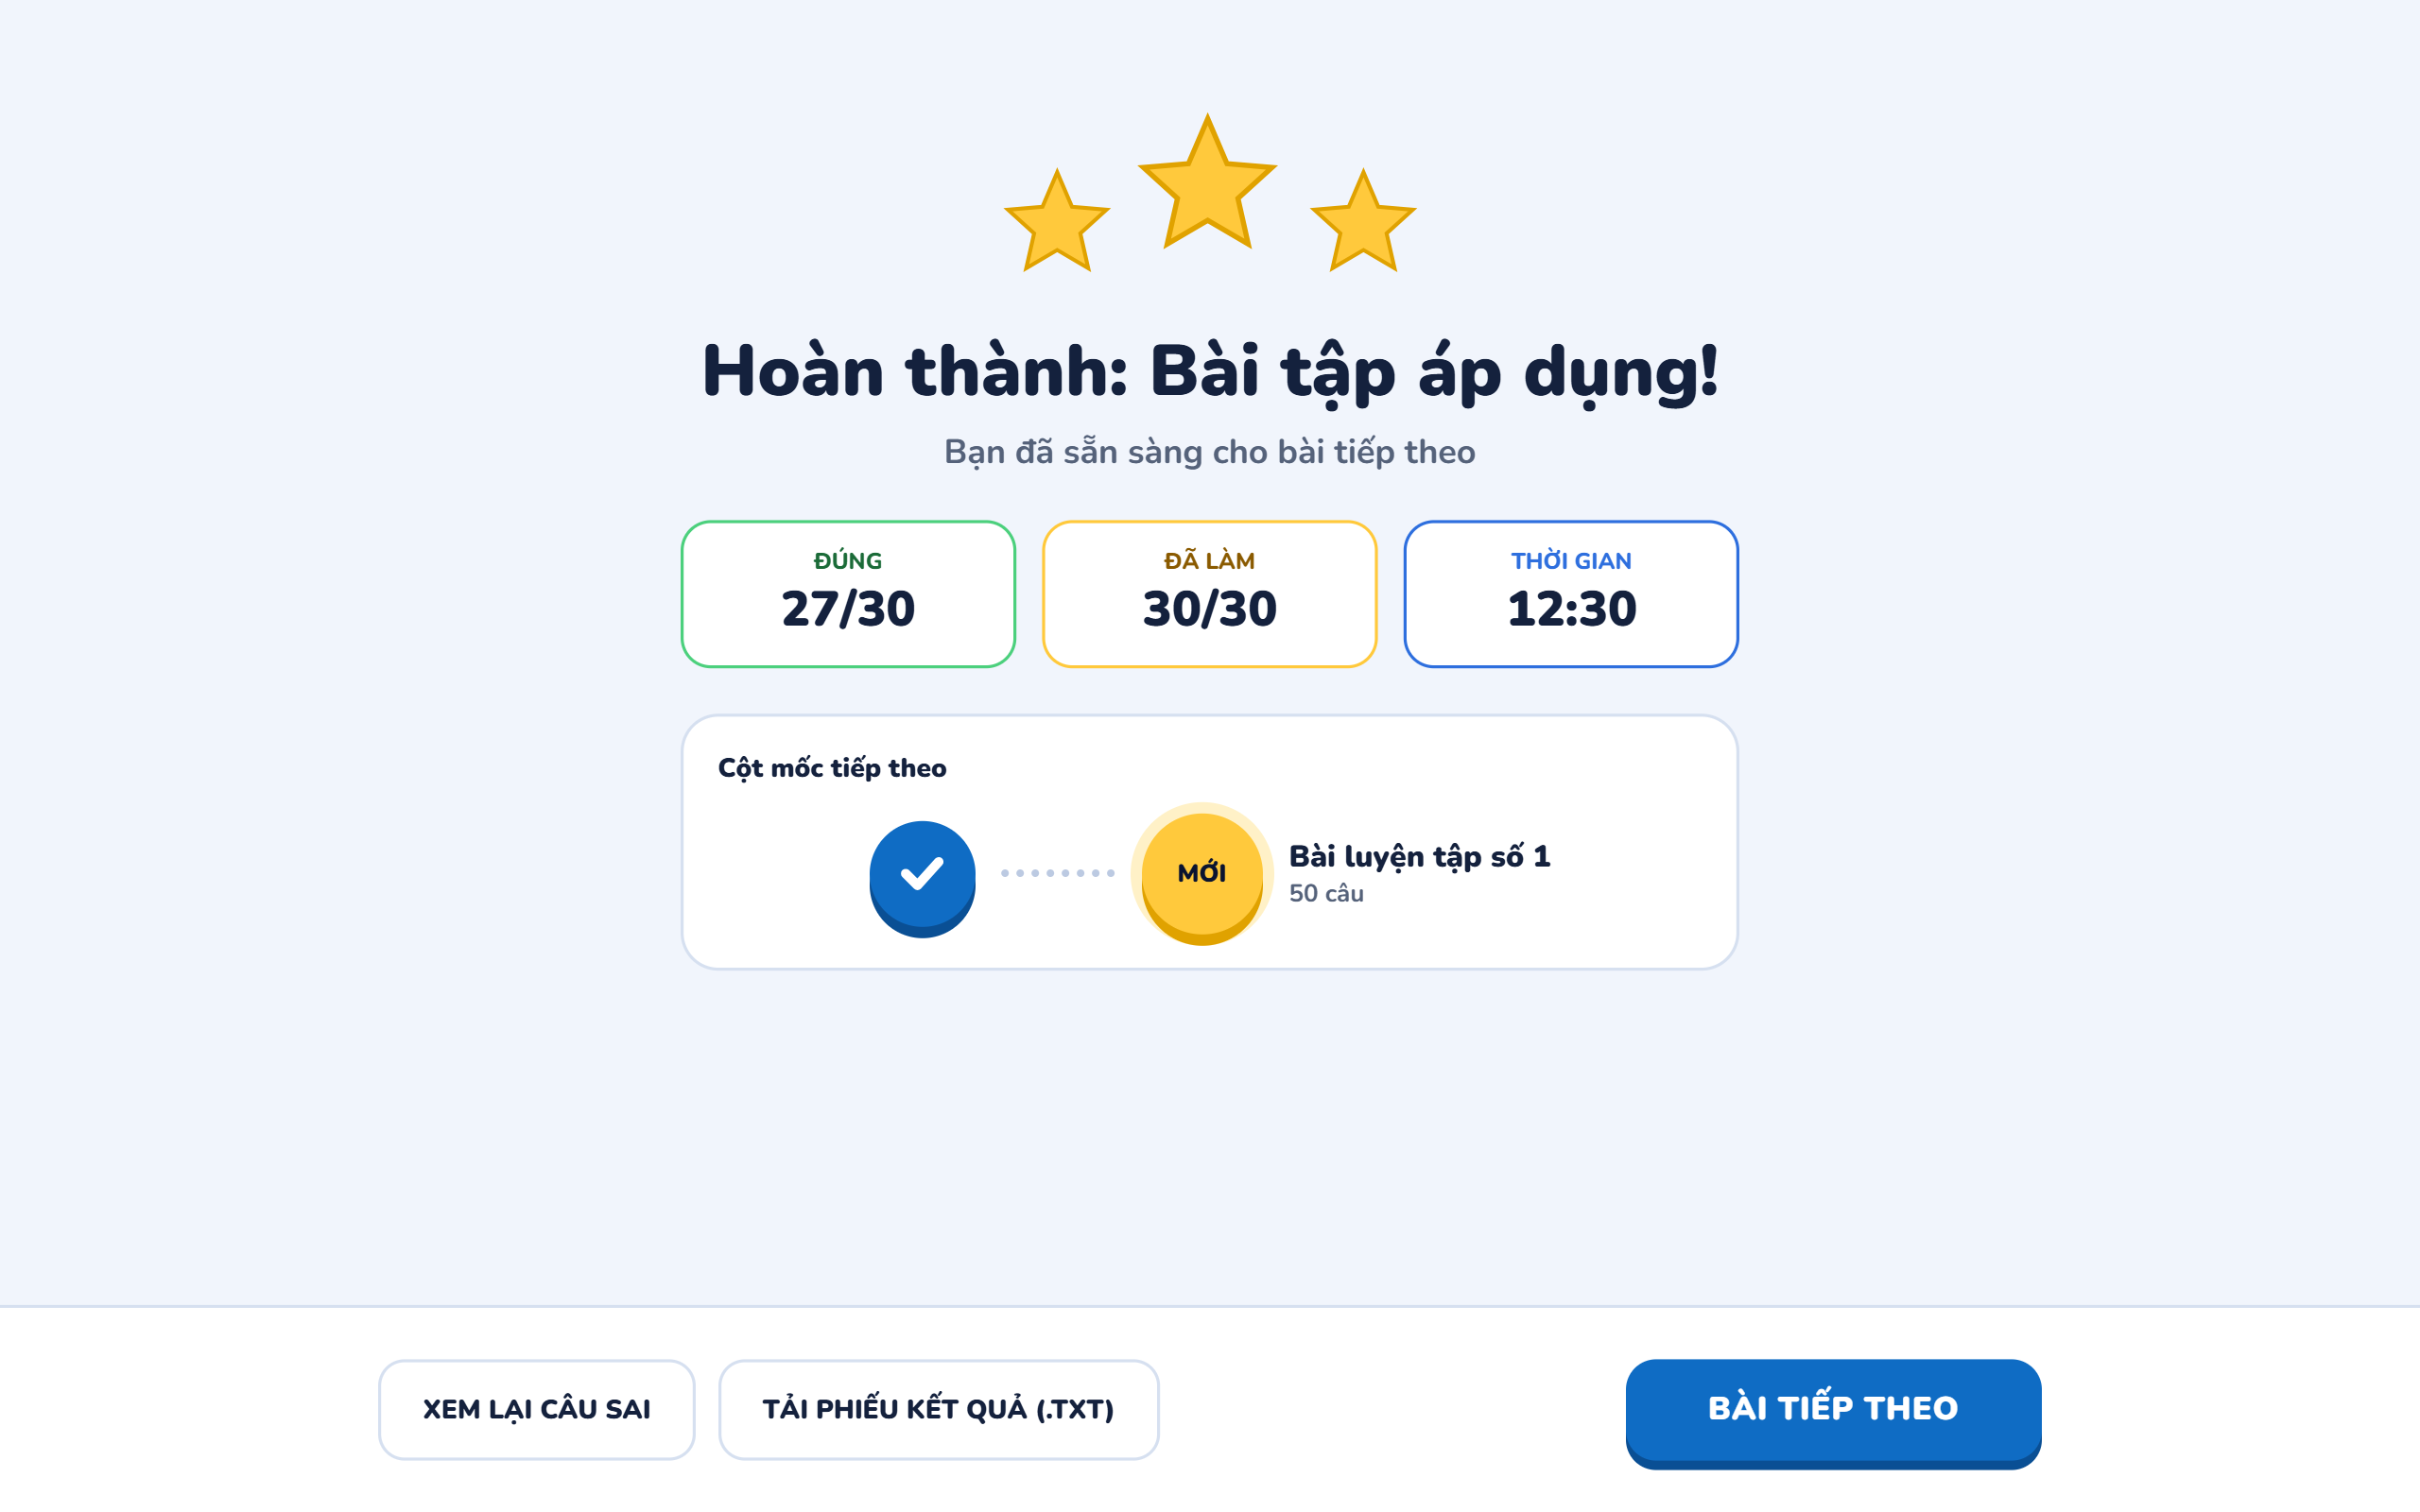 Hoàn thành: Bài tập áp dụng!
Bạn đã sẵn sàng cho bài tiếp theo
ĐÚNG
27/30
ĐÃ LÀM
30/30
THỜI GIAN
12:30
Cột mốc tiếp theo
MỚI
Bài luyện tập số 1
50 câu
XEM LẠI CÂU SAI
TẢI PHIẾU KẾT QUẢ (.TXT)
BÀI TIẾP THEO